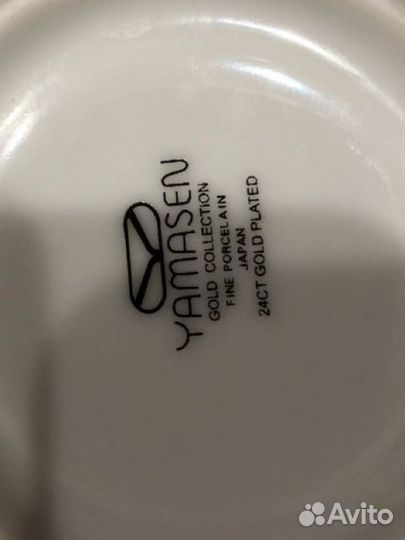 YAMASEN
GOLD COLLECTION
FINE PORCELAIN
JAPAN
24CT GOLD PLATED
Avito